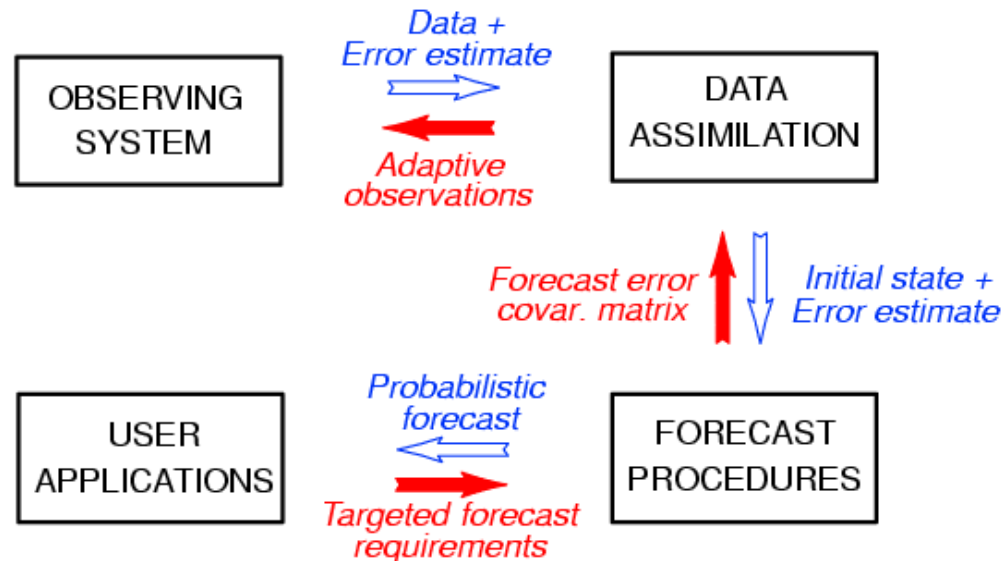 Data +
Error estimate
OBSERVING
SYSTEM
DATA
ASSIMILATION
Adaptive
observations
Forecast error
covar. matrix
Initial state +
Error estimate
Probabilistic
forecast
USER
APPLICATIONS
FORECAST
PROCEDURES
Targeted forecast
requirements